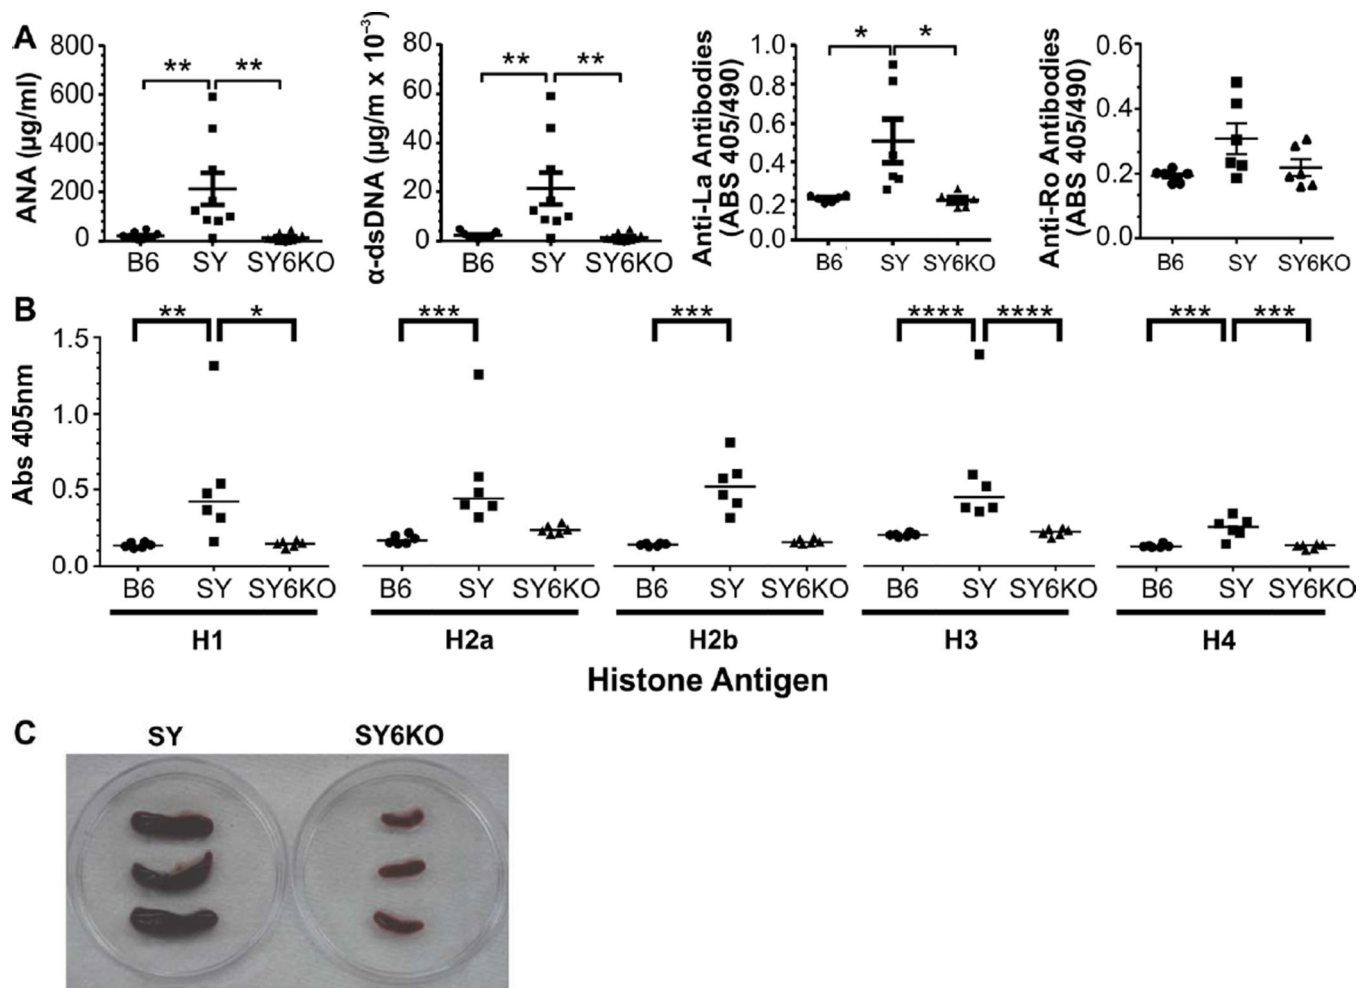 A
ANA (µg/ml)
800
600
400
200
0
** **
B6 SY SY6KO
α-dsDNA (µg/m x 10⁻³)
80
60
40
20
0
** **
B6 SY SY6KO
Anti-La Antibodies
(ABS 405/490)
1.0
0.8
0.6
0.4
0.2
0.0
* *
B6 SY SY6KO
Anti-Ro Antibodies
(ABS 405/490)
0.6
0.4
0.2
0.0
B6 SY SY6KO
B
Abs 405nm
1.5
1.0
0.5
0.0
** * *** *** **** **** *** ***
B6 SY SY6KO B6 SY SY6KO B6 SY SY6KO B6 SY SY6KO B6 SY SY6KO
H1 H2a H2b H3 H4
Histone Antigen
C
SY SY6KO